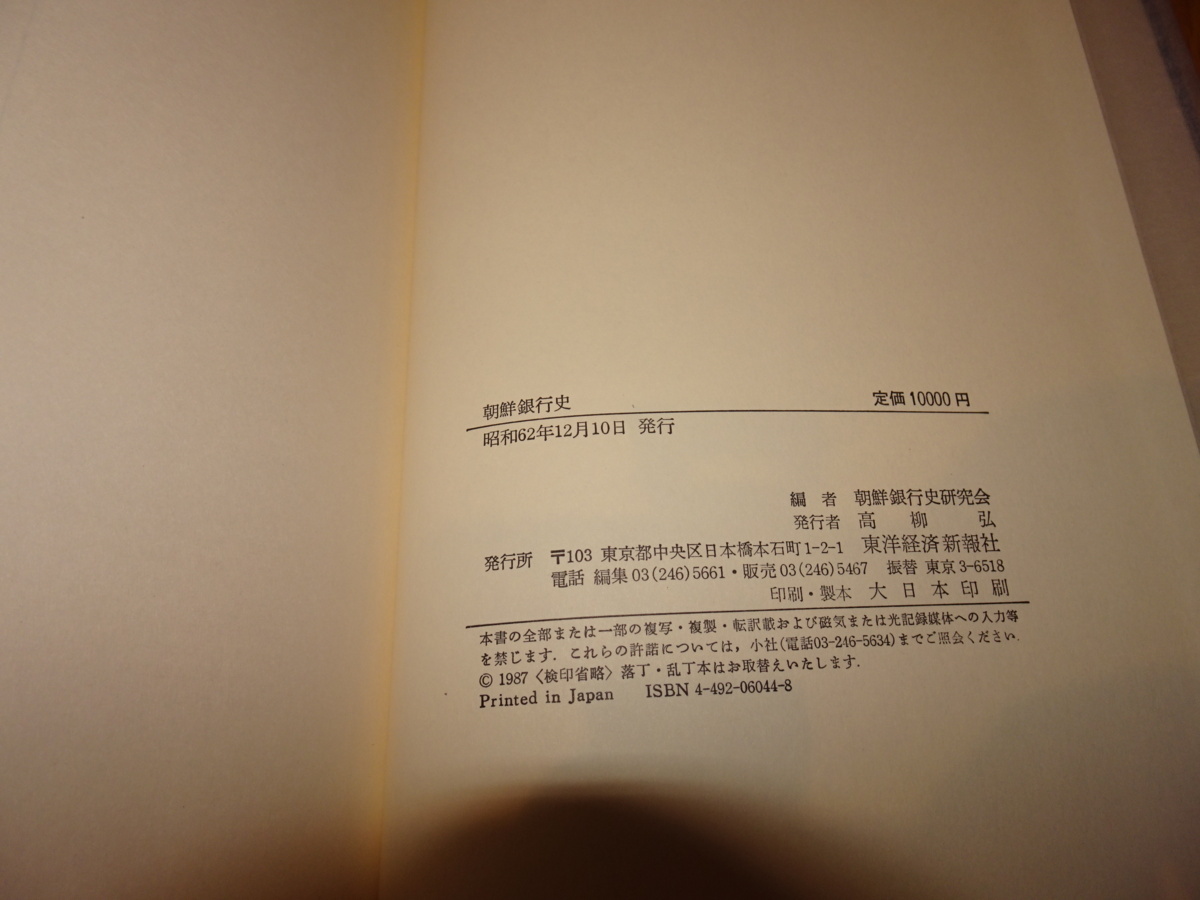 朝鮮銀行史 定価10000円
昭和62年12月10日 発行
編者 朝鮮銀行史研究会
発行者 高柳弘
発行所 〒103 東京都中央区日本橋本石町1-2-1 東洋経済新報社
電話 編集03(246)5661・販売03(246)5467 振替 東京3-6518
印刷・製本 大日本印刷
本書の全部または一部の複写・複製・転訳載および磁気または光記録媒体への入力等
を禁じます．これらの許諾については，小社(電話03-246-5634)までご照会ください．
© 1987〈検印省略〉落丁・乱丁本はお取替えいたします．
Printed in Japan ISBN 4-492-06044-8